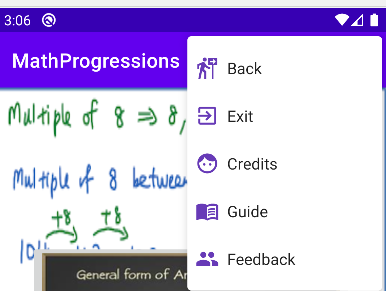 3:06
MathProgressions
Back
Exit
Credits
Guide
Feedback
Multiple of 8 ⇒ 8,
Multiple of 8 between
+8 +8
General form of Ar